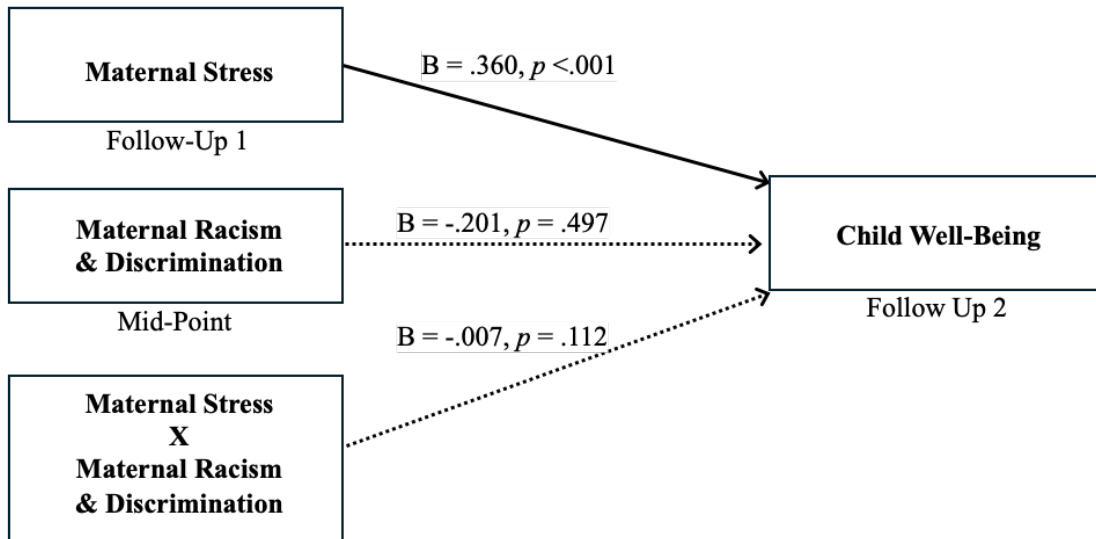 Maternal Stress
B = .360, p <.001
Follow-Up 1
Maternal Racism
& Discrimination
B = -.201, p = .497
Child Well-Being
Mid-Point
Follow Up 2
B = -.007, p = .112
Maternal Stress
X
Maternal Racism
& Discrimination